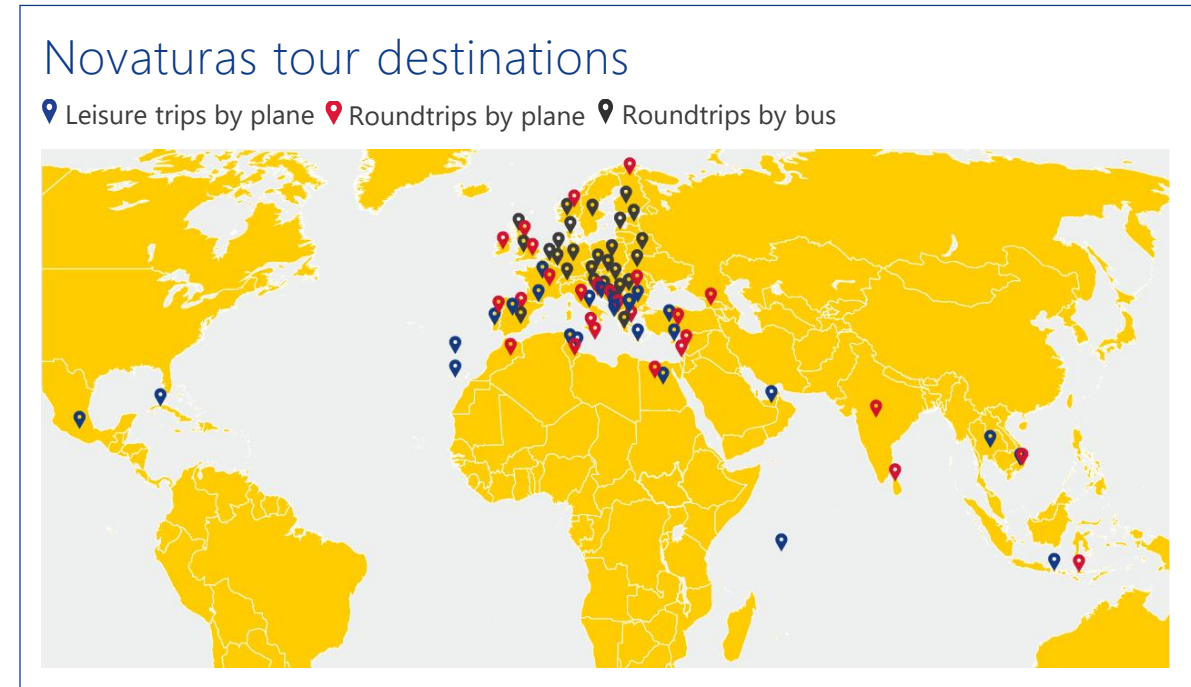 Novaturas tour destinations
Leisure trips by plane Roundtrips by plane Roundtrips by bus